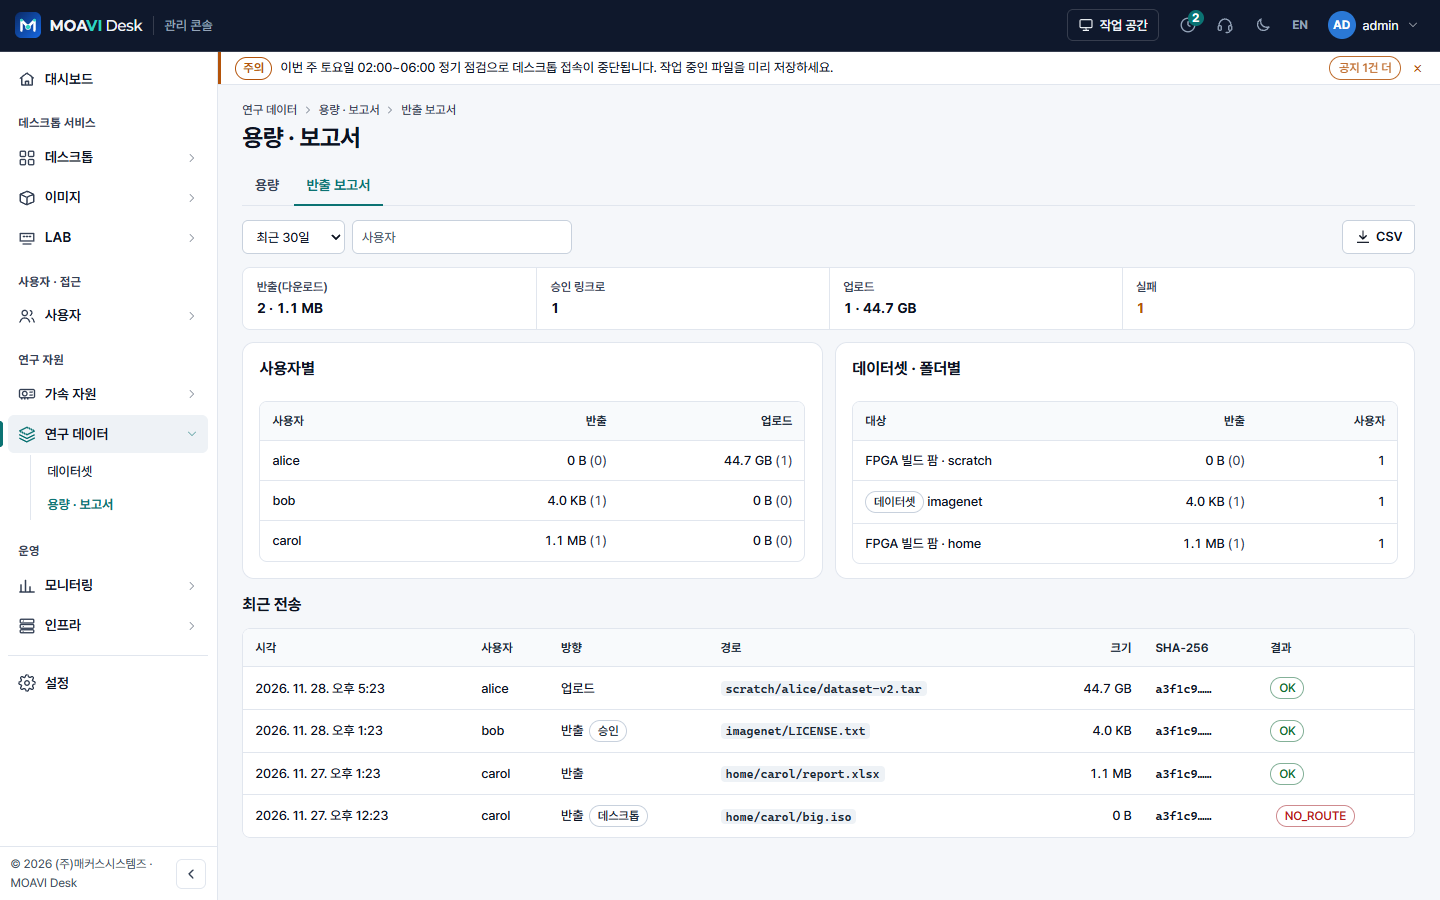 MOAVI Desk 관리 콘솔
작업 공간 2 EN AD admin
주의 이번 주 토요일 02:00~06:00 정기 점검으로 데스크톱 접속이 중단됩니다. 작업 중인 파일을 미리 저장하세요. 공지 1건 더 ×
대시보드
데스크톱 서비스
데스크톱
이미지
LAB
사용자 · 접근
사용자
연구 자원
가속 자원
연구 데이터
데이터셋
용량 · 보고서
운영
모니터링
인프라
설정
© 2026 (주)매커스시스템즈 ·
MOAVI Desk
연구 데이터 > 용량 · 보고서 > 반출 보고서
용량 · 보고서
용량 반출 보고서
최근 30일 사용자 CSV
반출(다운로드) 승인 링크로 업로드 실패
2 · 1.1 MB 1 1 · 44.7 GB 1
사용자별
사용자 반출 업로드
alice 0 B (0) 44.7 GB (1)
bob 4.0 KB (1) 0 B (0)
carol 1.1 MB (1) 0 B (0)
데이터셋 · 폴더별
대상 반출 사용자
FPGA 빌드 팜 · scratch 0 B (0) 1
데이터셋 imagenet 4.0 KB (1) 1
FPGA 빌드 팜 · home 1.1 MB (1) 1
최근 전송
시각 사용자 방향 경로 크기 SHA-256 결과
2026. 11. 28. 오후 5:23 alice 업로드 scratch/alice/dataset-v2.tar 44.7 GB a3f1c9…… OK
2026. 11. 28. 오후 1:23 bob 반출 승인 imagenet/LICENSE.txt 4.0 KB a3f1c9…… OK
2026. 11. 27. 오후 1:23 carol 반출 home/carol/report.xlsx 1.1 MB a3f1c9…… OK
2026. 11. 27. 오후 12:23 carol 반출 데스크톱 home/carol/big.iso 0 B a3f1c9…… NO_ROUTE